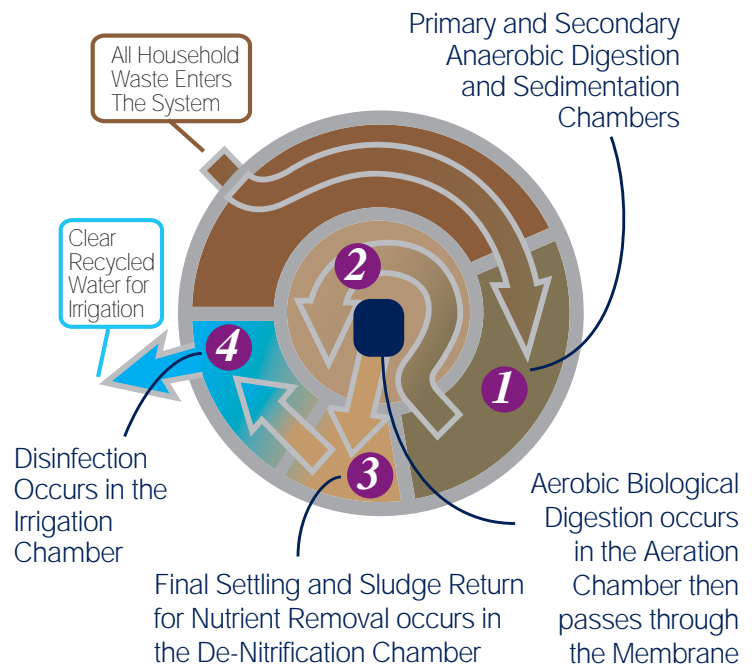 Primary and Secondary
Anaerobic Digestion
and Sedimentation
Chambers
All Household
Waste Enters
The System
Clear
Recycled
Water for
Irrigation
2
4
1
3
Disinfection
Occurs in the
Irrigation
Chamber
Aerobic Biological
Digestion occurs
in the Aeration
Chamber then
passes through
the Membrane
Final Settling and Sludge Return
for Nutrient Removal occurs in
the De-Nitrification Chamber